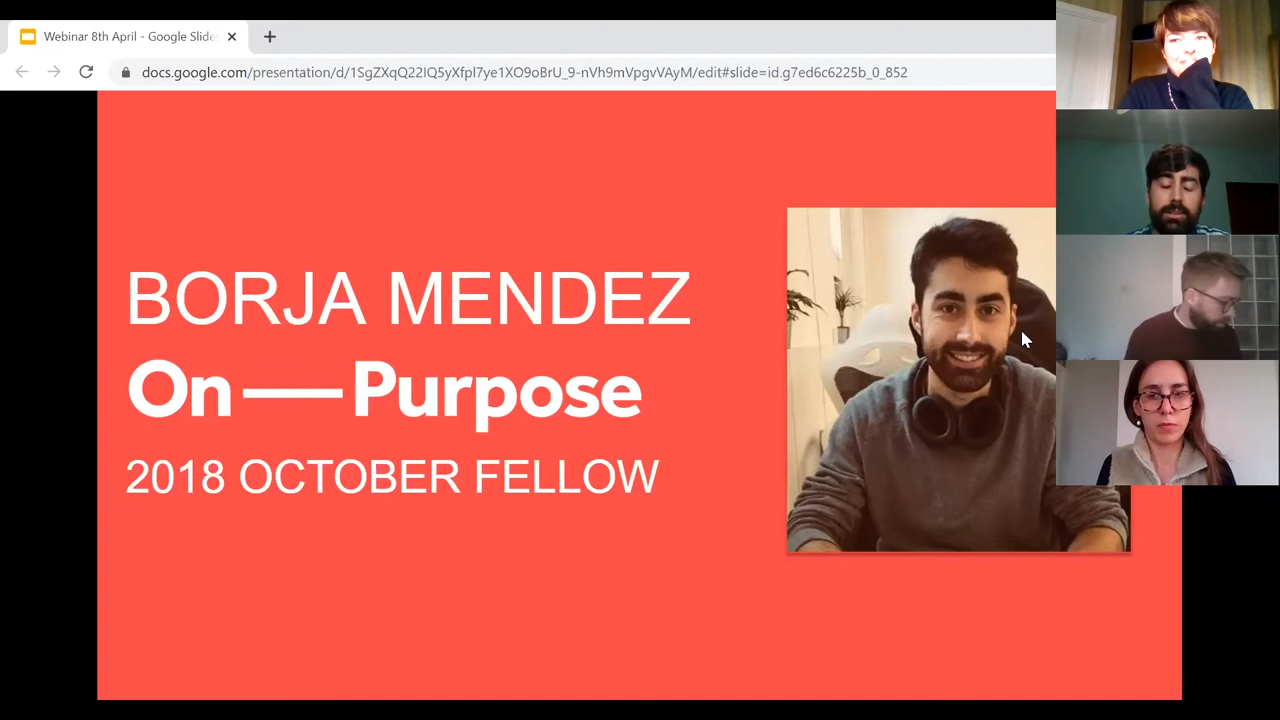 Webinar 8th April - Google Slide
docs.google.com/presentation/d/1SgZXqQ22IQ5yXfpI7ye1XO9oBrU_9-nVh9mVpgvVAyM/edit#slide=id.g7ed6c6225b_0_852
BORJA MENDEZ
On — Purpose
2018 OCTOBER FELLOW